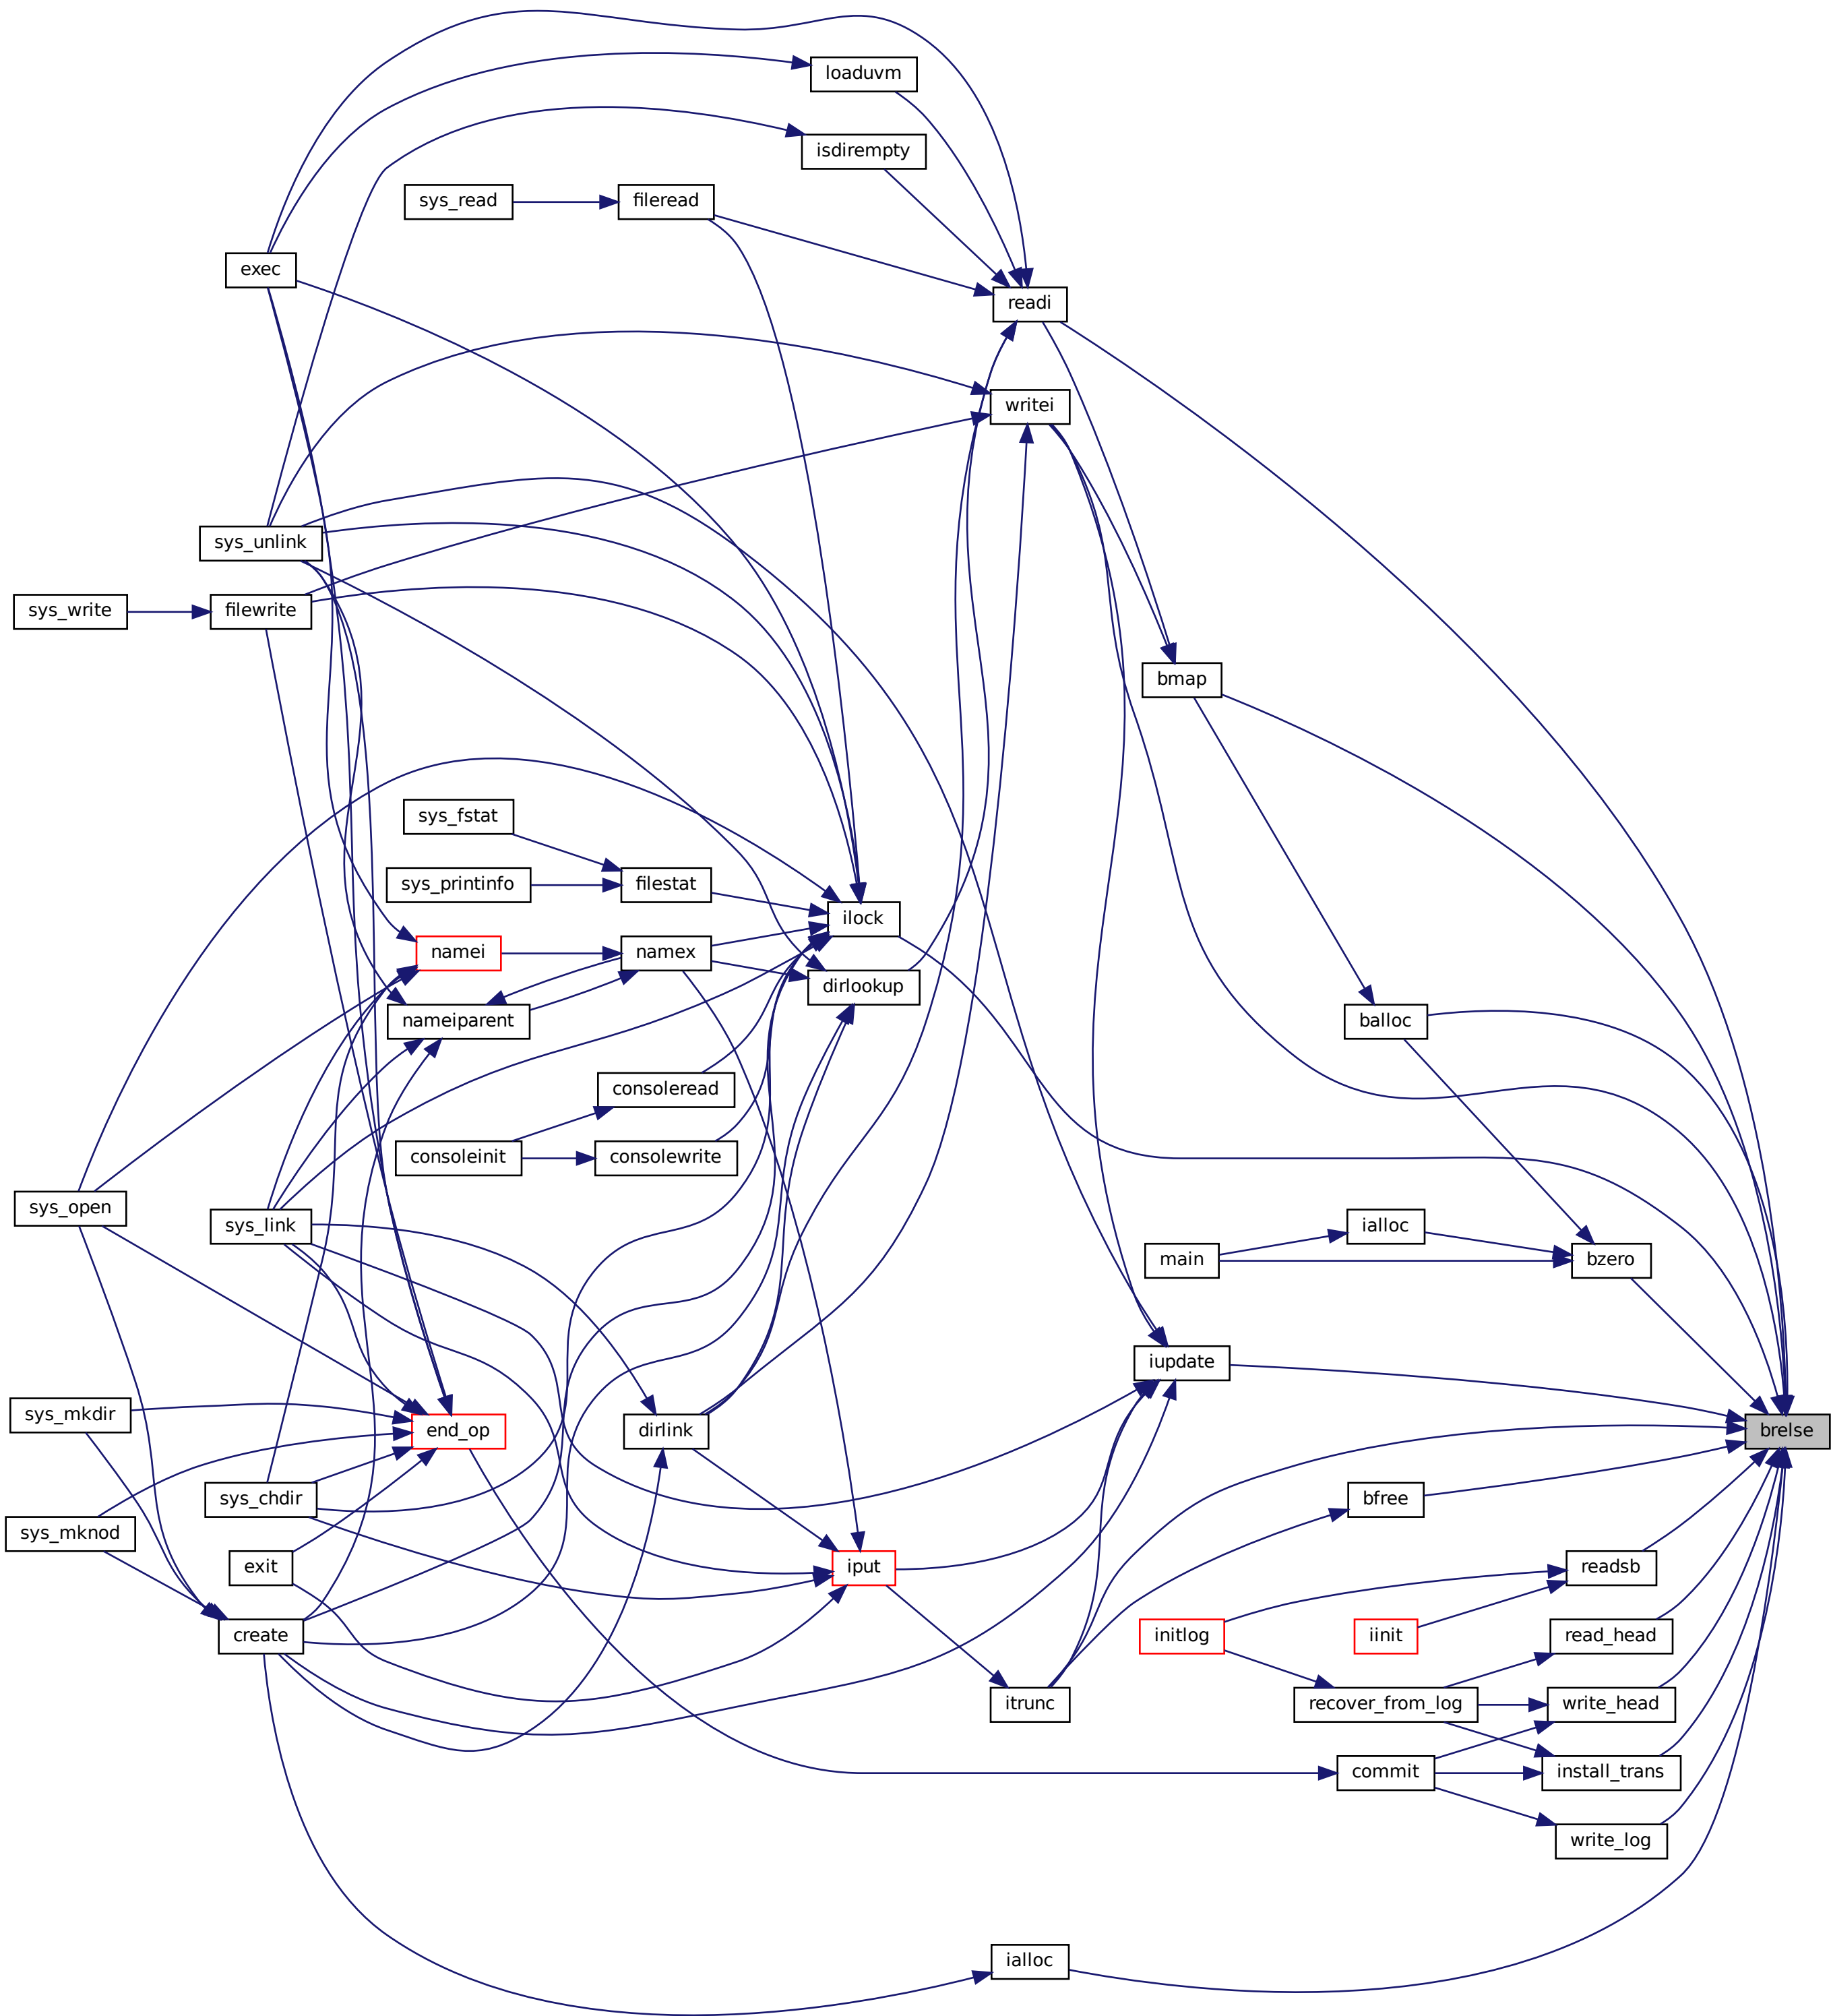 loaduvm
isdirempty
sys_read
fileread
exec
readi
writei
sys_unlink
sys_write
filewrite
bmap
sys_fstat
sys_printinfo
filestat
ilock
namei
namex
dirlookup
nameiparent
balloc
consoleread
consoleinit
consolewrite
sys_open
sys_link
ialloc
main
bzero
iupdate
sys_mkdir
end_op
dirlink
brelse
sys_chdir
bfree
sys_mknod
exit
iput
readsb
create
initlog
iinit
read_head
itrunc
recover_from_log
write_head
commit
install_trans
write_log
ialloc